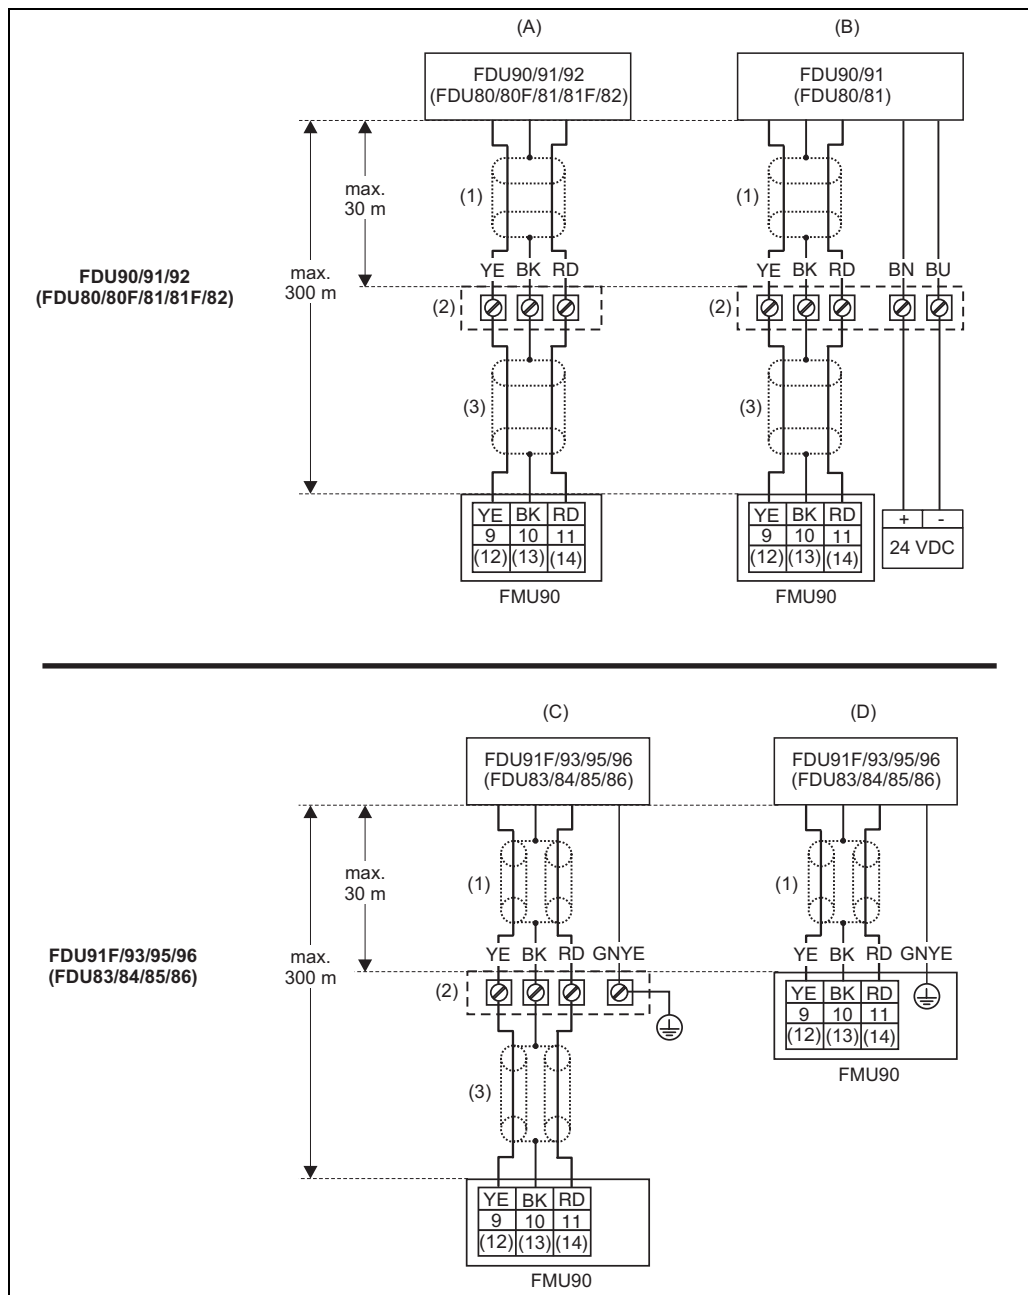 (A)
(B)
FDU90/91/92
(FDU80/80F/81/81F/82)
FDU90/91
(FDU80/81)
(1)
max.
30 m
(1)
FDU90/91/92
(FDU80/80F/81/81F/82)
max.
300 m
YE BK RD
YE BK RD BN BU
(2)
(2)
(3)
(3)
YE BK RD
9 10 11
(12) (13) (14)
FMU90
YE BK RD
9 10 11
(12) (13) (14)
FMU90
+ -
24 VDC
(C)
(D)
FDU91F/93/95/96
(FDU83/84/85/86)
FDU91F/93/95/96
(FDU83/84/85/86)
max.
30 m
(1)
(1)
FDU91F/93/95/96
(FDU83/84/85/86)
max.
300 m
YE BK RD GNYE
YE BK RD GNYE
(2)
YE BK RD
9 10 11
(12) (13) (14)
FMU90
(3)
YE BK RD
9 10 11
(12) (13) (14)
FMU90